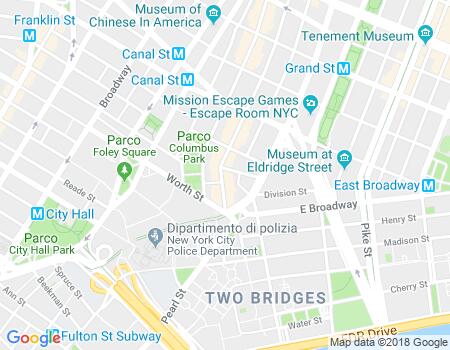 Museum of
Chinese In America
Franklin St
Tenement Museum
Canal St
Broadway
Grand St
Canal St
Mission Escape Games
- Escape Room NYC
Parco
Foley Square
Parco
Columbus
Park
Museum at
Eldridge Street
Reade St
Worth St
Division St
East Broadway
City Hall
E Broadway
Henry St
Parco
City Hall Park
Dipartimento di polizia
New York City
Police Department
Pike St
Madison St
Ann St
Beekman St
Pearl St
TWO BRIDGES
Cherry St
Water St
FDR Drive
Google
Fulton St Subway
Map data ©2018 Google